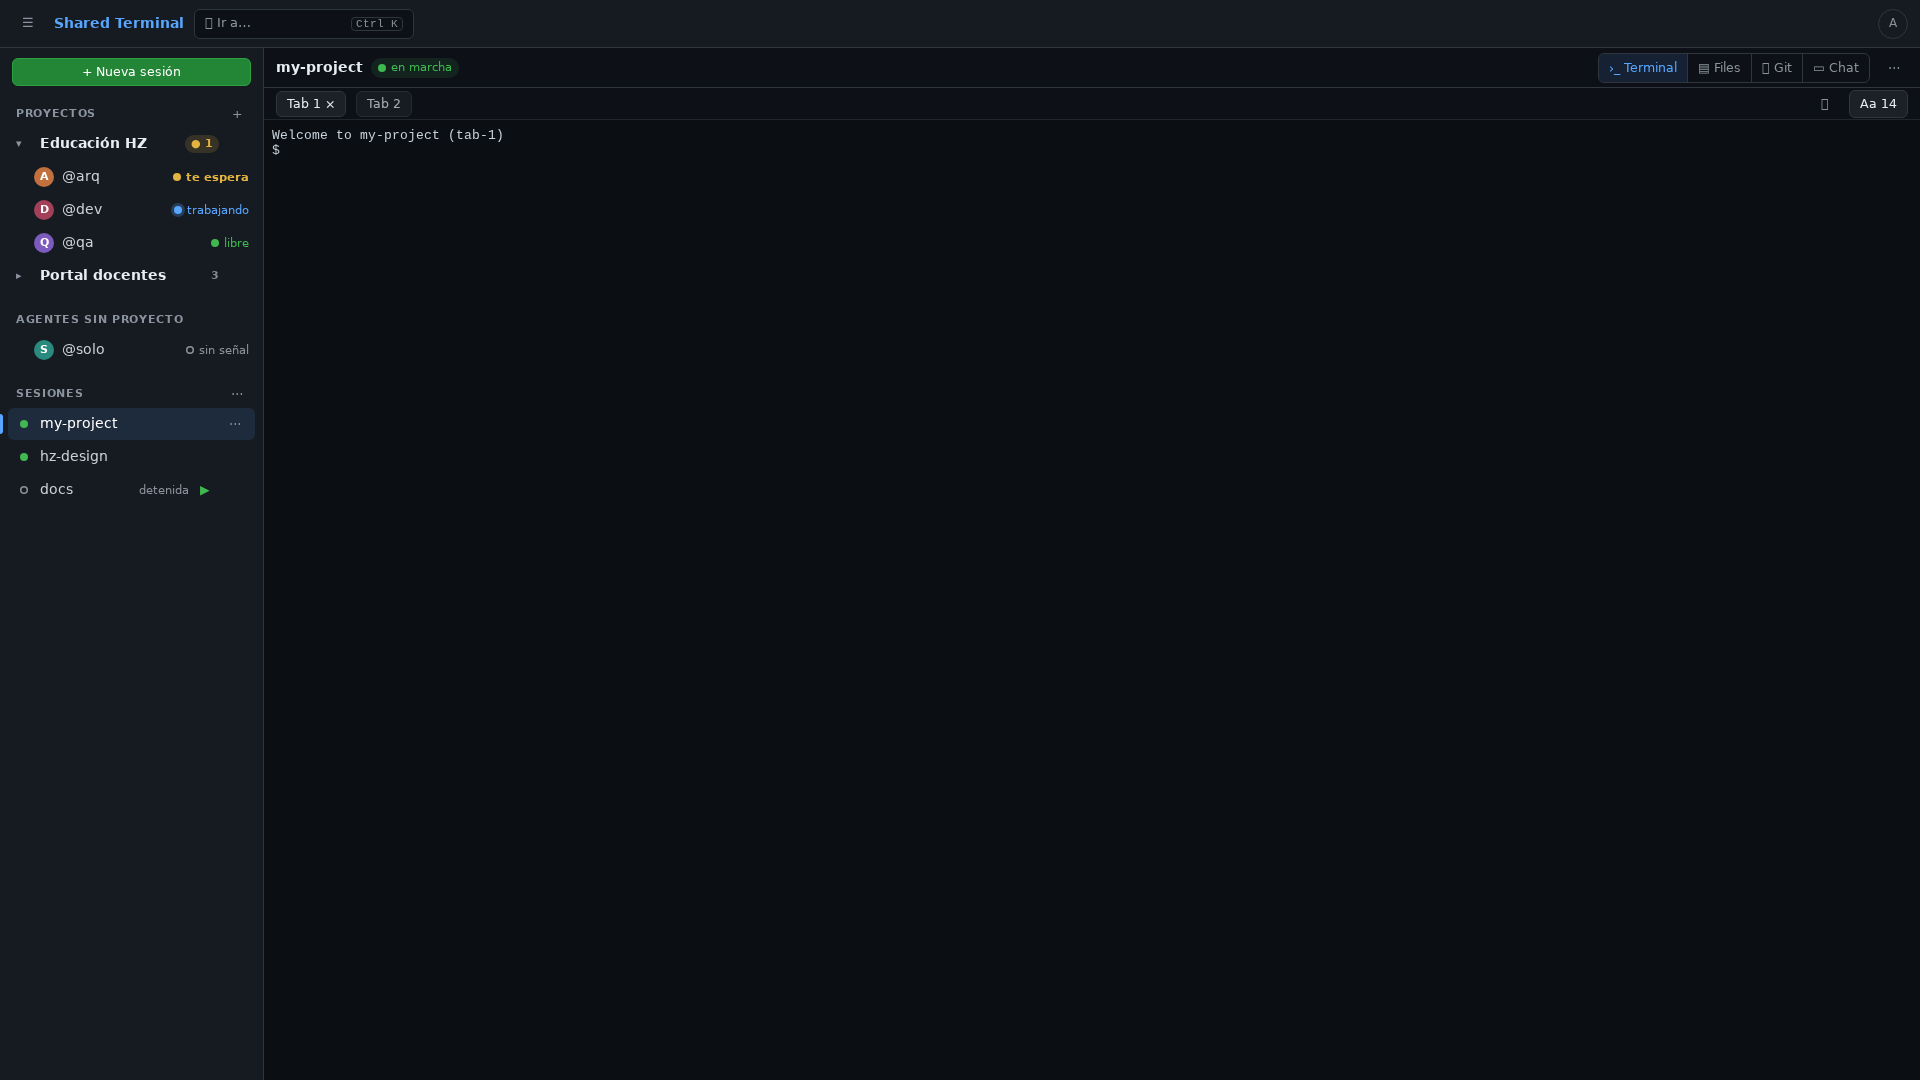 Shared Terminal
Ir a…
Ctrl K
A
+ Nueva sesión
PROYECTOS +
Educación HZ 1
A @arq te espera
D @dev trabajando
Q @qa libre
Portal docentes 3
AGENTES SIN PROYECTO
S @solo sin señal
SESIONES ···
my-project ···
hz-design
docs detenida
my-project en marcha
›_ Terminal Files Git Chat ···
Tab 1 × Tab 2
Aa 14
Welcome to my-project (tab-1)
$